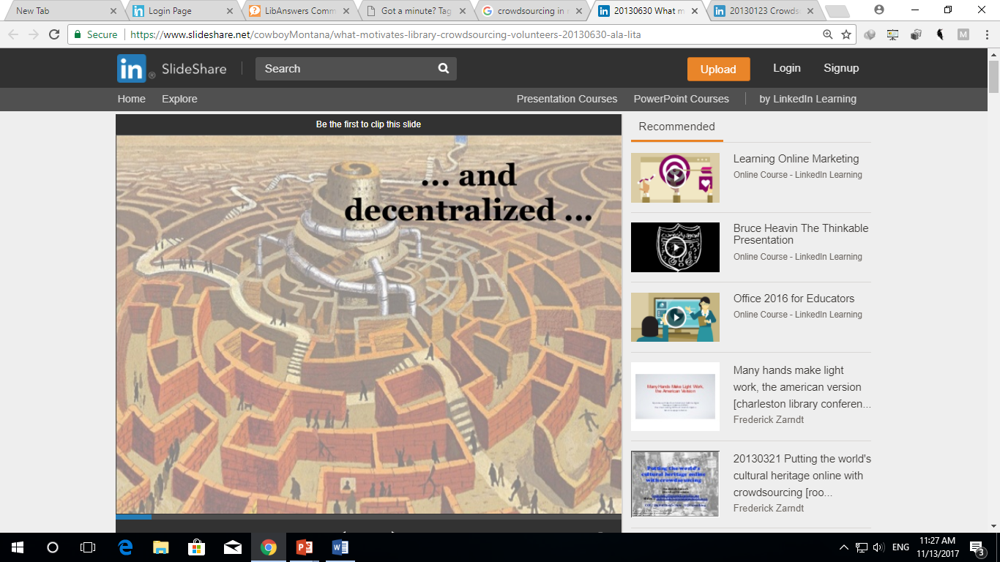 New Tab
Login Page
LibAnswers Comm
Got a minute? Tag
crowdsourcing in
20130630 What m
20130123 Crowds
Secure
https://www.slideshare.net/cowboyMontana/what-motivates-library-crowdsourcing-volunteers-20130630-ala-lita
in ® SlideShare
Search
Upload
Login
Signup
Home
Explore
Presentation Courses
PowerPoint Courses
by LinkedIn Learning
Be the first to clip this slide
... and
decentralized ...
Recommended
Learning Online Marketing
Online Course - LinkedIn Learning
Bruce Heavin The Thinkable
Presentation
Online Course - LinkedIn Learning
Office 2016 for Educators
Online Course - LinkedIn Learning
Many Hands Make Light Work,
the American Version
Many hands make light
work, the american version
[charleston library conferen...
Frederick Zarndt
Putting the world's
cultural heritage online
with crowdsourcing
20130321 Putting the world's
cultural heritage online with
crowdsourcing [roo...
Frederick Zarndt
ENG
11:27 AM
11/13/2017
3